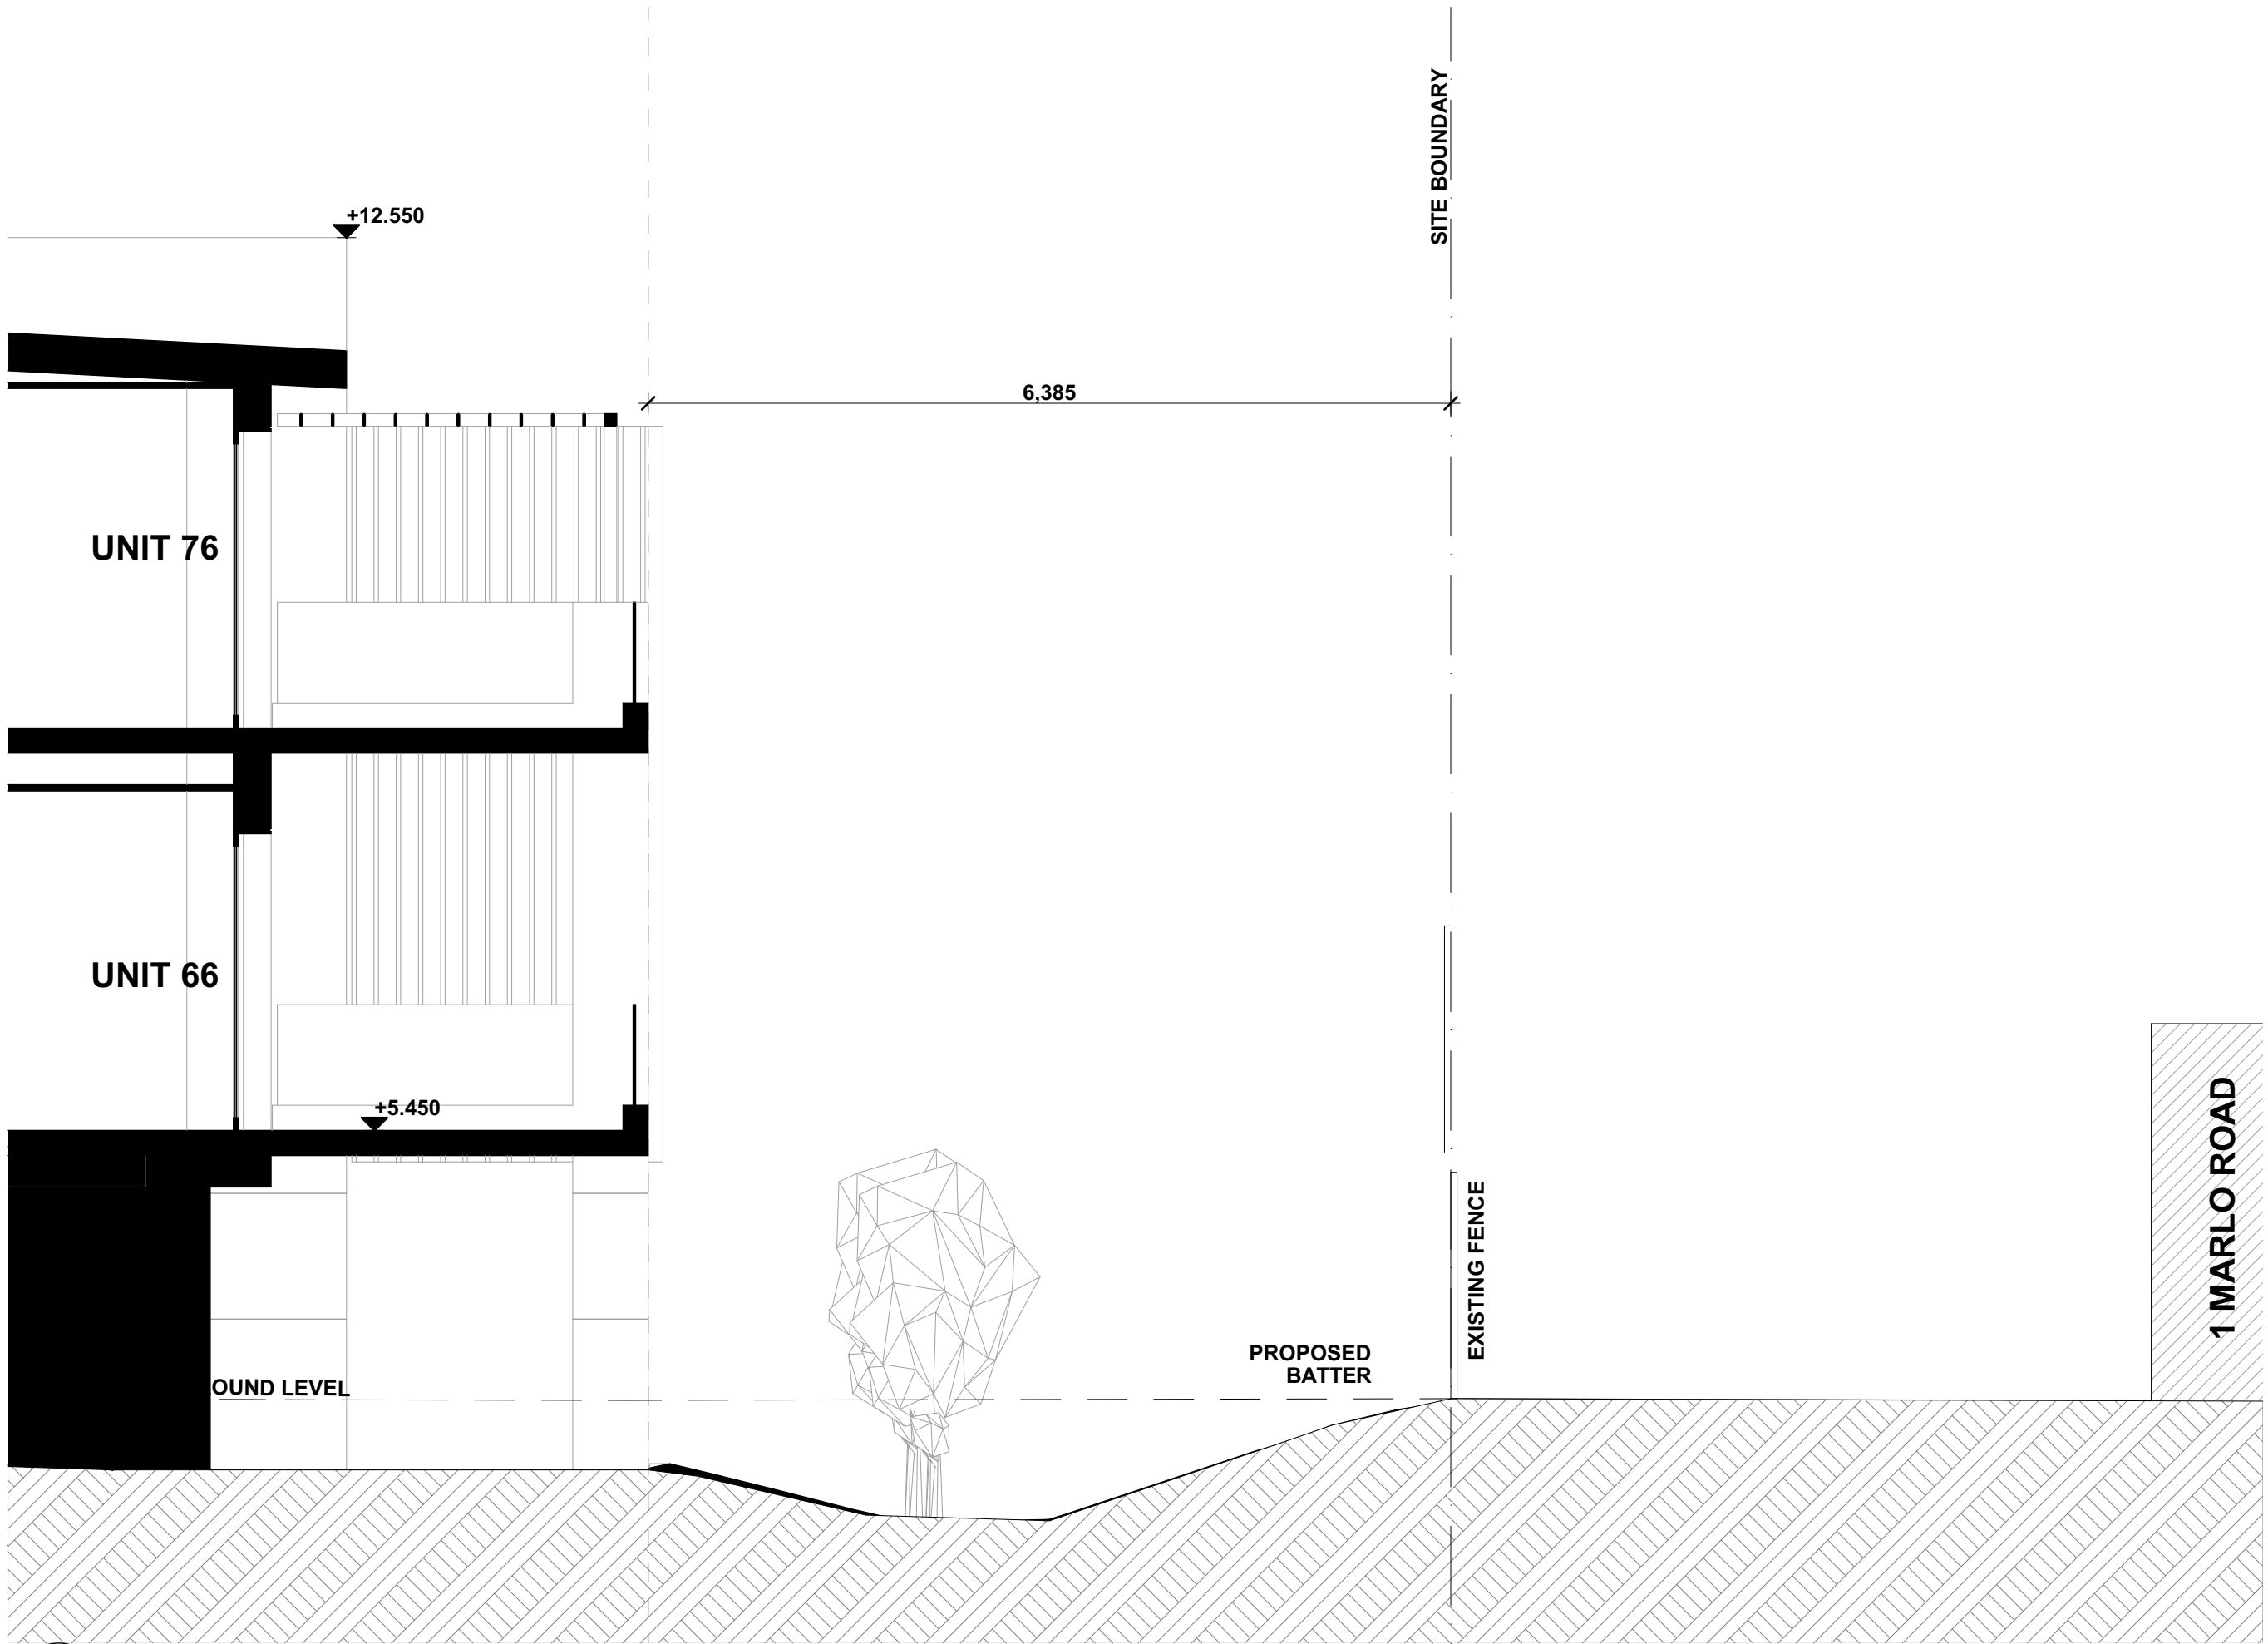 SITE BOUNDARY
+12.550
6,385
UNIT 76
UNIT 66
+5.450
1 MARLO ROAD
EXISTING FENCE
PROPOSED
BATTER
OUND LEVEL